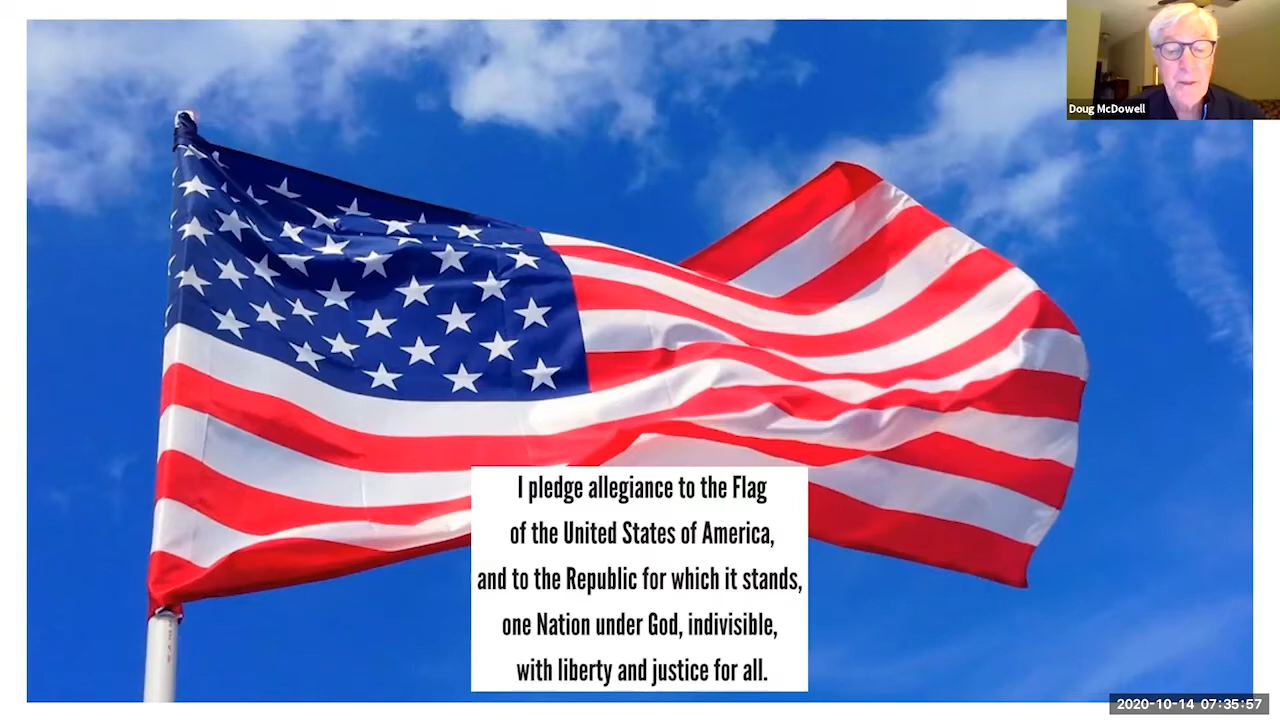 Doug McDowell
I pledge allegiance to the Flag
of the United States of America,
and to the Republic for which it stands,
one Nation under God, indivisible,
with liberty and justice for all.
2020-10-14 07:35:57